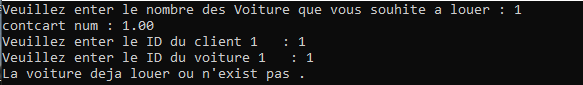 Veuillez enter le nombre des Voiture que vous souhite a louer : 1
contcart num : 1.00
Veuillez enter le ID du client 1   : 1
Veuillez enter le ID du voiture 1   : 1
La voiture deja louer ou n'exist pas .